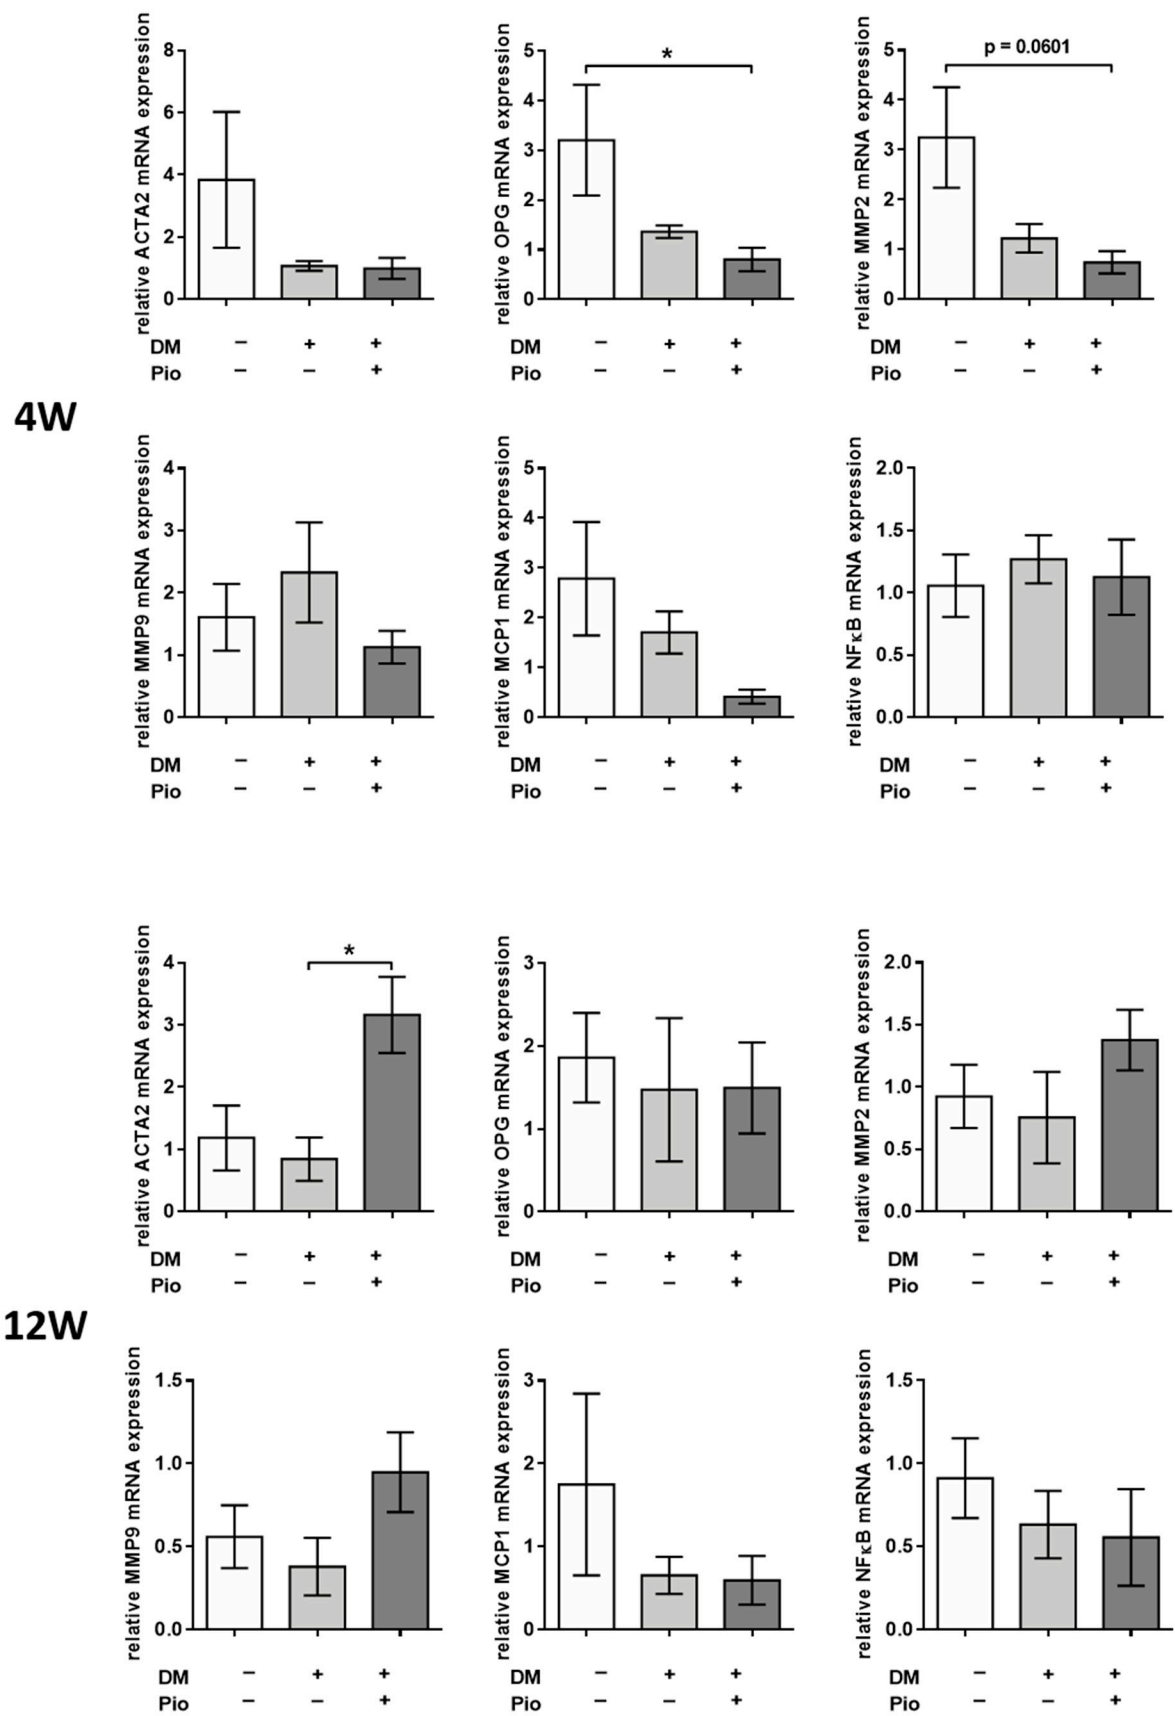 relative ACTA2 mRNA expression
8
6
4
2
0
DM − + +
Pio − − +
relative OPG mRNA expression
*
5
4
3
2
1
0
DM − + +
Pio − − +
relative MMP2 mRNA expression
p = 0.0601
5
4
3
2
1
0
DM − + +
Pio − − +
4W
relative MMP9 mRNA expression
4
3
2
1
0
DM − + +
Pio − − +
relative MCP1 mRNA expression
5
4
3
2
1
0
DM − + +
Pio − − +
relative NFκB mRNA expression
2.0
1.5
1.0
0.5
0.0
DM − + +
Pio − − +
relative ACTA2 mRNA expression
*
4
3
2
1
0
DM − + +
Pio − − +
relative OPG mRNA expression
3
2
1
0
DM − + +
Pio − − +
relative MMP2 mRNA expression
2.0
1.5
1.0
0.5
0.0
DM − + +
Pio − − +
12W
relative MMP9 mRNA expression
1.5
1.0
0.5
0.0
DM − + +
Pio − − +
relative MCP1 mRNA expression
3
2
1
0
DM − + +
Pio − − +
relative NFκB mRNA expression
1.5
1.0
0.5
0.0
DM − + +
Pio − − +